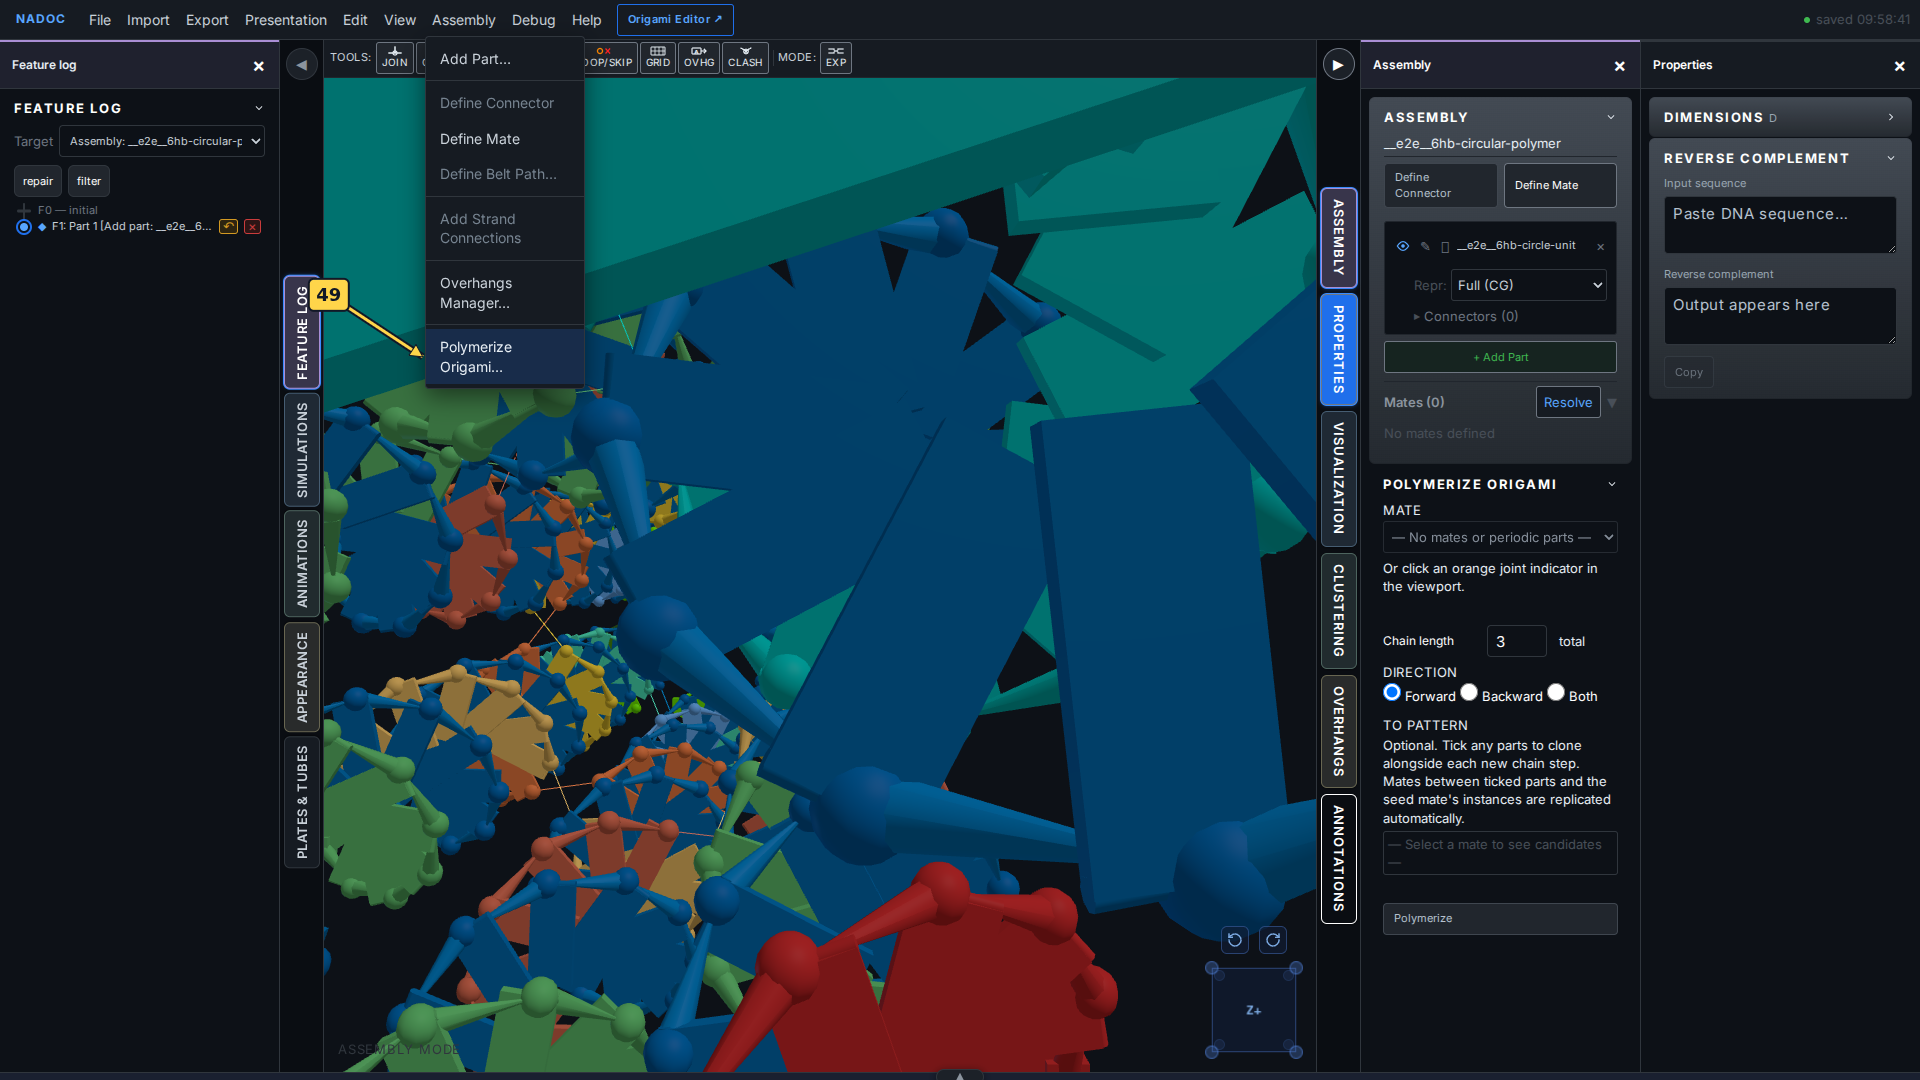 NADOC File Import Export Presentation Edit View Assembly Debug Help Origami Editor ↗ saved 09:58:41
Feature log ×
FEATURE LOG
Target Assembly: __e2e__6hb-circular-p
repair filter
F0 — initial
F1: Part 1 [Add part: __e2e__6...
FEATURE LOG
SIMULATIONS
ANIMATIONS
APPEARANCE
PLATES & TUBES
49
TOOLS: JOIN OOP/SKIP GRID OVHG CLASH MODE: EXP
Add Part...
Define Connector
Define Mate
Define Belt Path...
Add Strand
Connections
Overhangs
Manager...
Polymerize
Origami...
ASSEMBLY MODE
Z+
ASSEMBLY
PROPERTIES
VISUALIZATION
CLUSTERING
OVERHANGS
ANNOTATIONS
Assembly ×
ASSEMBLY
__e2e__6hb-circular-polymer
Define
Connector
Define Mate
__e2e__6hb-circle-unit ×
Repr: Full (CG)
▸ Connectors (0)
+ Add Part
Mates (0) Resolve ▼
No mates defined
POLYMERIZE ORIGAMI
MATE
— No mates or periodic parts —
Or click an orange joint indicator in
the viewport.
Chain length 3 total
DIRECTION
Forward Backward Both
TO PATTERN
Optional. Tick any parts to clone
alongside each new chain step.
Mates between ticked parts and the
seed mate's instances are replicated
automatically.
— Select a mate to see candidates
—
Polymerize
Properties ×
DIMENSIONS D
REVERSE COMPLEMENT
Input sequence
Paste DNA sequence...
Reverse complement
Output appears here
Copy